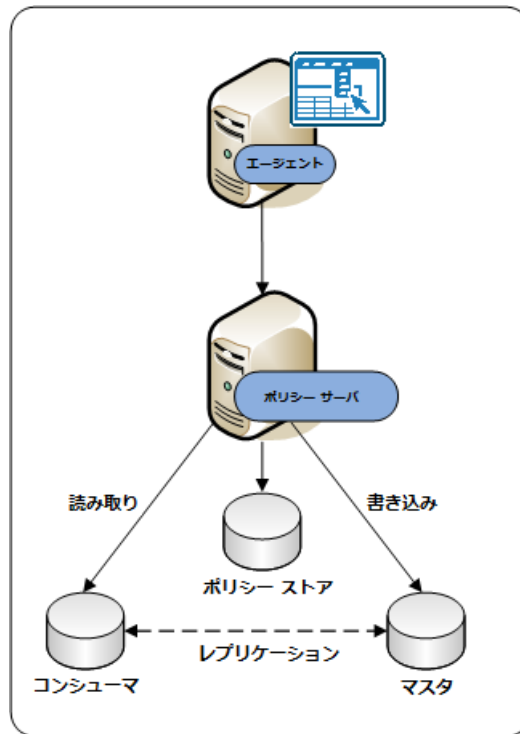 エージェント
ポリシー サーバ
読み取り
書き込み
ポリシー ストア
レプリケーション
コンシューマ
マスタ